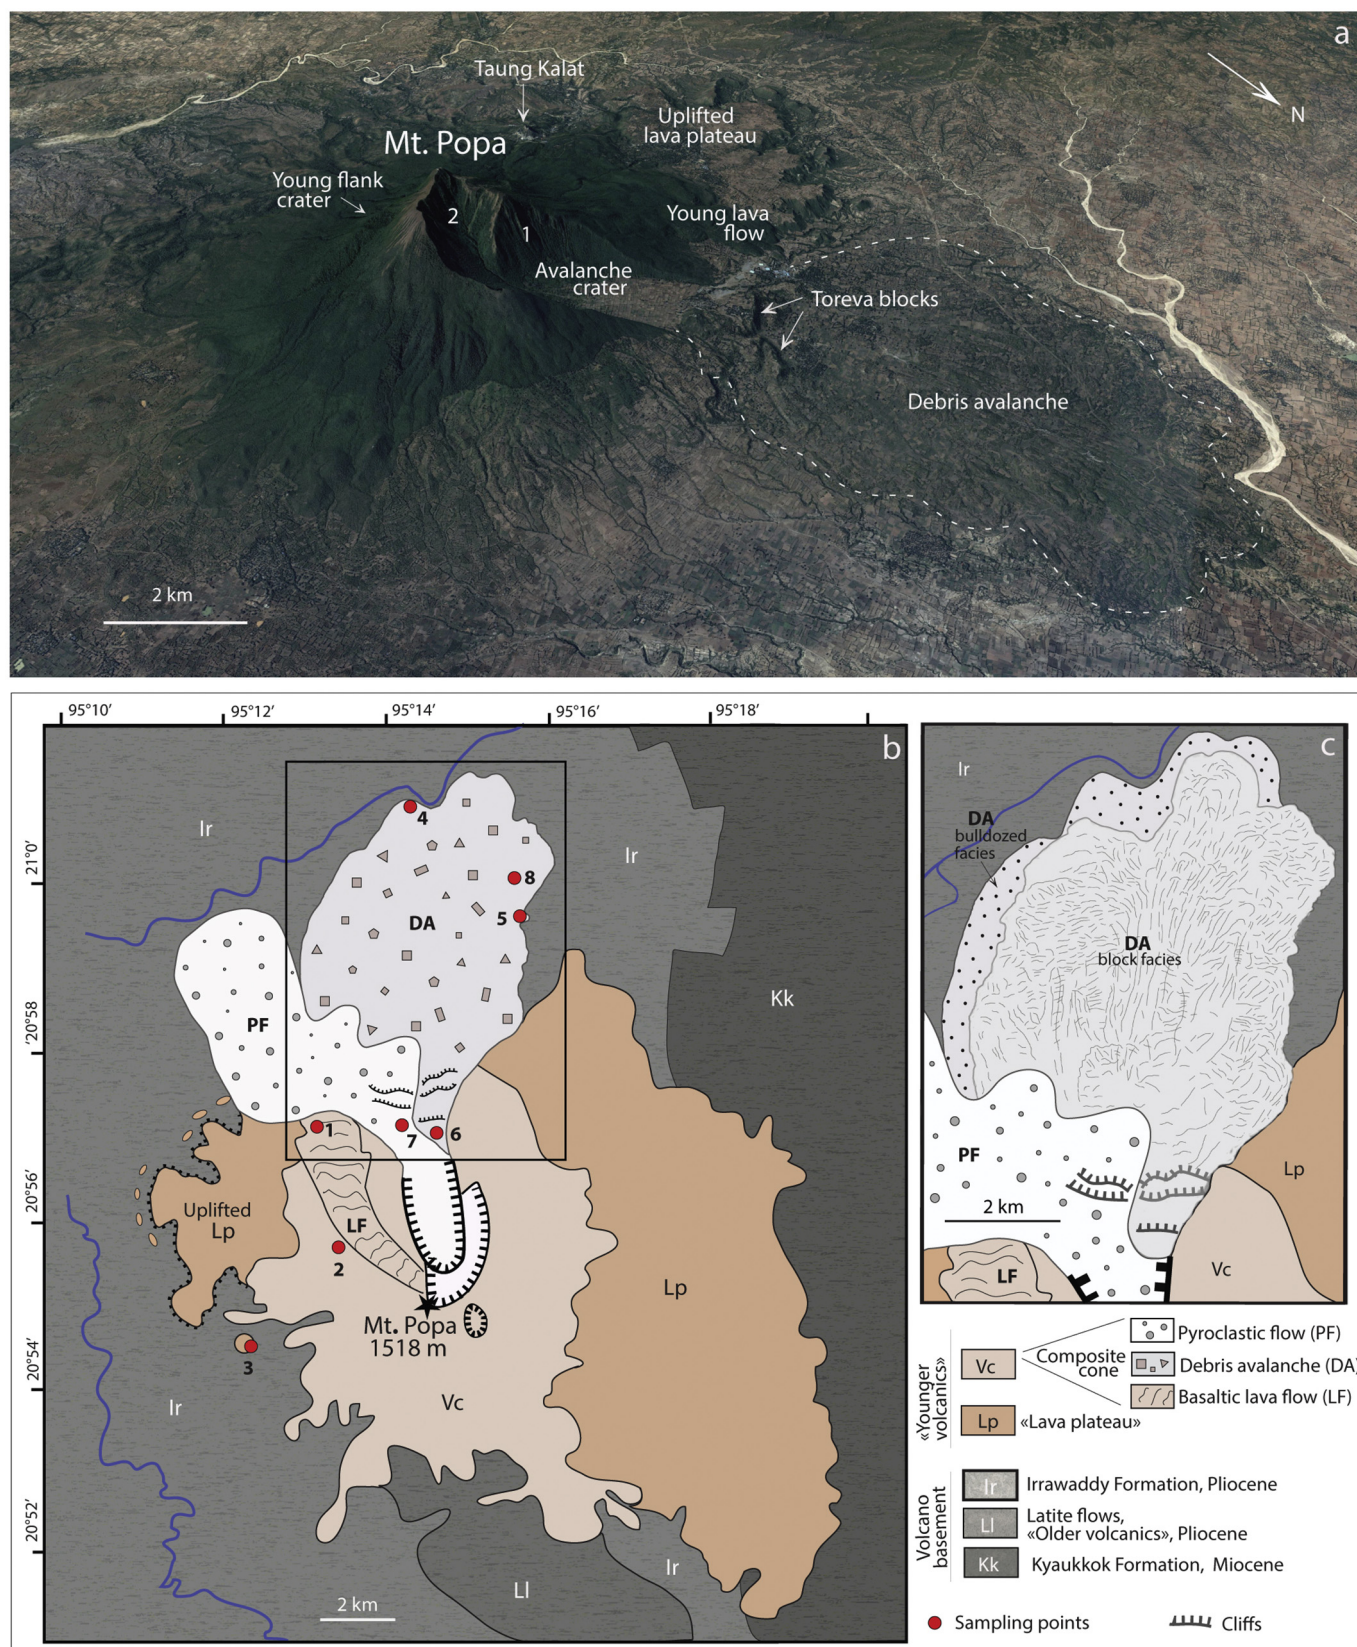 a
N
Taung Kalat
Mt. Popa
Uplifted
lava plateau
Young flank
crater
2
1
Young lava
flow
Avalanche
crater
Toreva blocks
Debris avalanche
2 km
95°10′
95°12′
95°14′
95°16′
95°18′
21°0′
20°58
20°56′
20°54′
20°52′
b
Ir
Ir
4
8
DA
5
Kk
PF
1
7
6
Uplifted
Lp
LF
2
Lp
Mt. Popa
1518 m
3
Vc
Ir
Ll
Ir
2 km
c
Ir
DA
bulldozed
facies
DA
block facies
PF
2 km
Lp
LF
Vc
«Younger
volcanics»
Vc
Composite
cone
Pyroclastic flow (PF)
Debris avalanche (DA)
Basaltic lava flow (LF)
Lp
«Lava plateau»
Volcano
basement
Ir
Irrawaddy Formation, Pliocene
Ll
Latite flows,
«Older volcanics», Pliocene
Kk
Kyaukkok Formation, Miocene
Sampling points
Cliffs